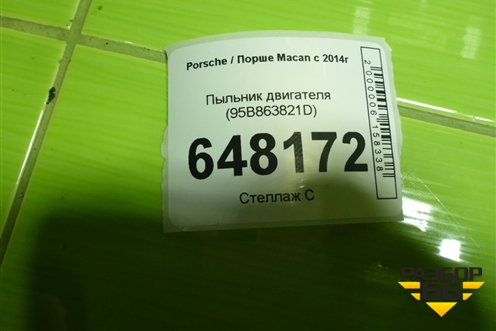 Porsche / Порше Macan с 2014г
Пыльник двигателя
(95B863821D)
648172
Стеллаж С
2000006158338
РАЗБОР
66